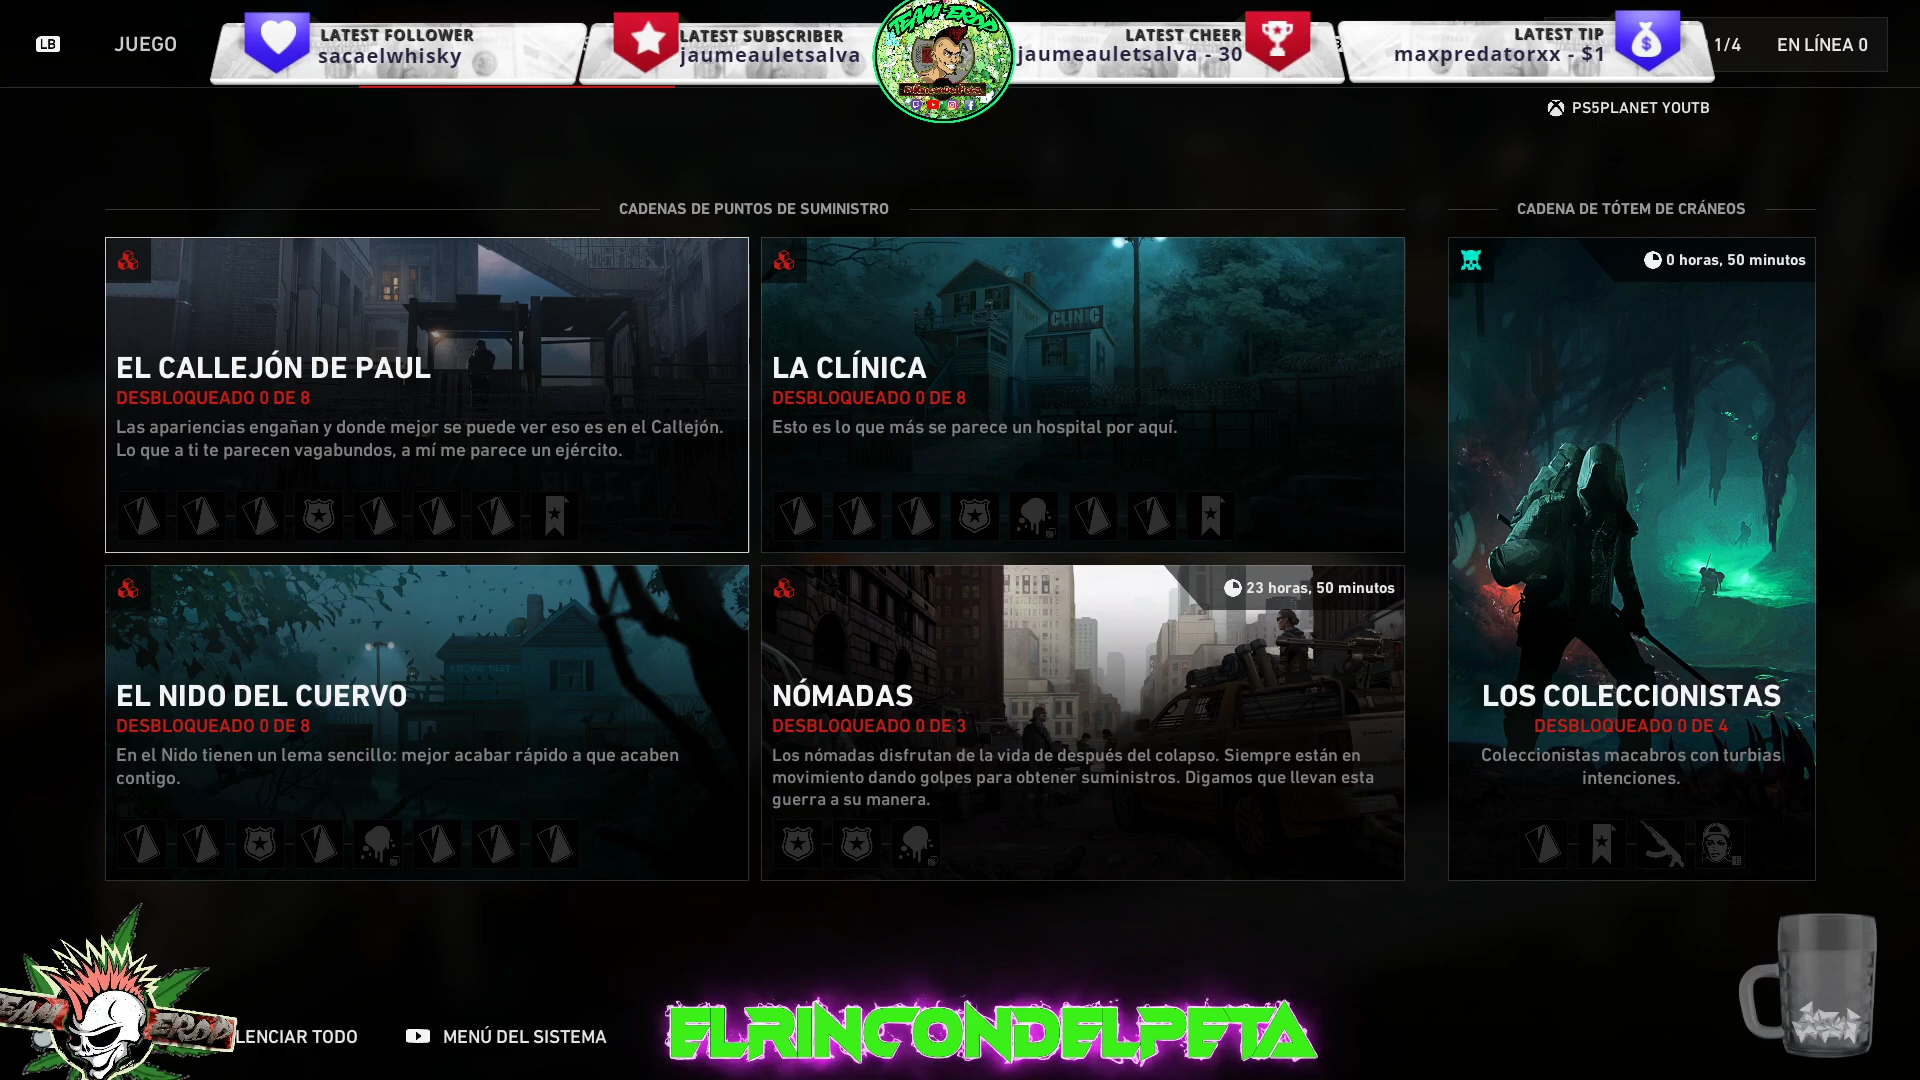 LB
JUEGO
LATEST FOLLOWER
sacaelwhisky
LATEST SUBSCRIBER
jaumeauletsalva
TEAM EROD
ElRinconDelPeta
LATEST CHEER
jaumeauletsalva - 30
LATEST TIP
maxpredatorxx - $1
1/4
EN LÍNEA 0
PS5PLANET YOUTB
CADENAS DE PUNTOS DE SUMINISTRO
CADENA DE TÓTEM DE CRÁNEOS
EL CALLEJÓN DE PAUL
DESBLOQUEADO 0 DE 8
Las apariencias engañan y donde mejor se puede ver eso es en el Callejón.
Lo que a ti te parecen vagabundos, a mí me parece un ejército.
CLINIC
LA CLÍNICA
DESBLOQUEADO 0 DE 8
Esto es lo que más se parece un hospital por aquí.
0 horas, 50 minutos
LOS COLECCIONISTAS
DESBLOQUEADO 0 DE 4
Coleccionistas macabros con turbias
intenciones.
EL NIDO DEL CUERVO
DESBLOQUEADO 0 DE 8
En el Nido tienen un lema sencillo: mejor acabar rápido a que acaben
contigo.
23 horas, 50 minutos
NÓMADAS
DESBLOQUEADO 0 DE 3
Los nómadas disfrutan de la vida de después del colapso. Siempre están en
movimiento dando golpes para obtener suministros. Digamos que llevan esta
guerra a su manera.
TEAM EROD
LENCIAR TODO
MENÚ DEL SISTEMA
ELRINCONDELPETA